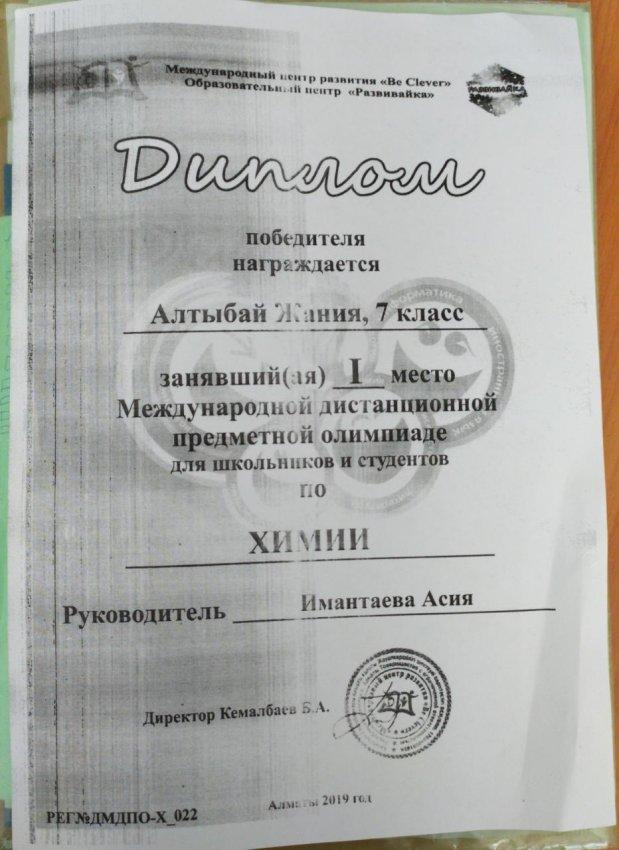 Международный центр развития «Be Clever»
Образовательный центр «Развивайка»
РАЗВИВАЙКА
Диплом
победителя
награждается
Алтыбай Жания, 7 класс
занявший(ая) I место
Международной дистанционной
предметной олимпиаде
для школьников и студентов
по
ХИМИИ
Руководитель Имантаева Асия
Директор Кемалбаев Б.А.
Алматы 2019 год
РЕГ№ДМДПО-Х_022